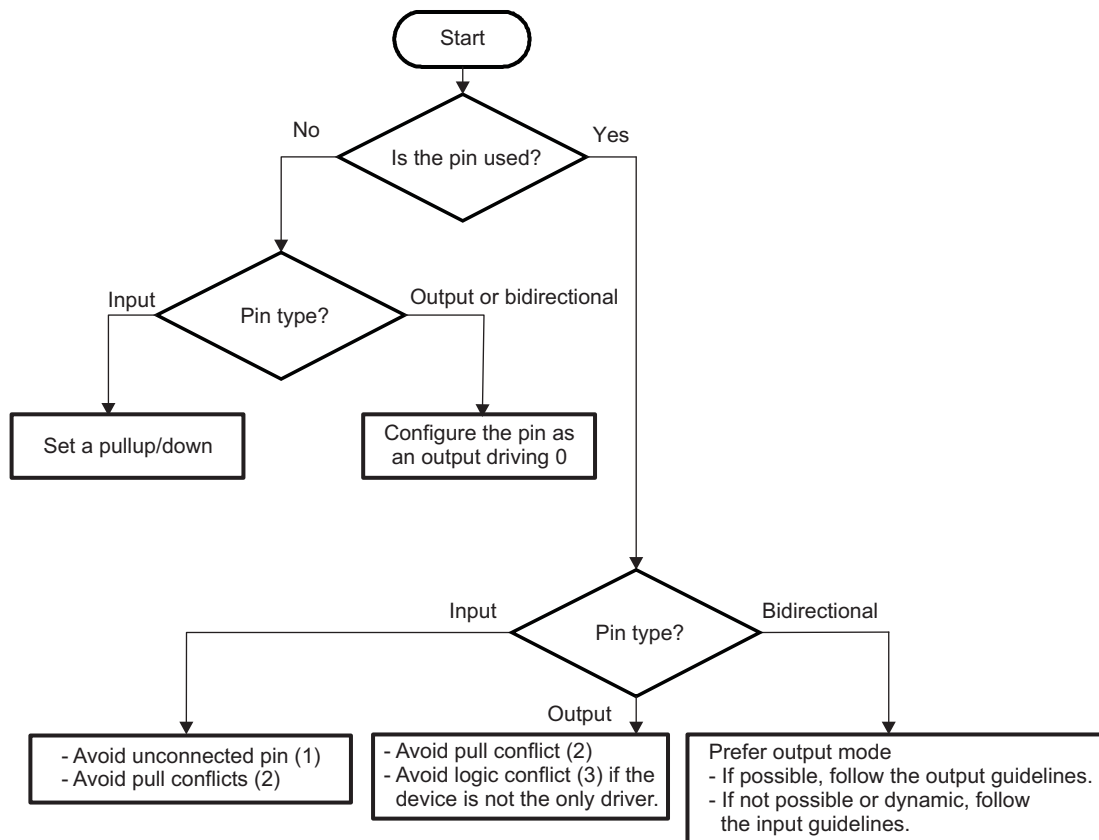 Start
No
Yes
Is the pin used?
Input
Pin type?
Output or bidirectional
Set a pullup/down
Configure the pin as
an output driving 0
Input
Pin type?
Bidirectional
Output
- Avoid unconnected pin (1)
- Avoid pull conflicts (2)
- Avoid pull conflict (2)
- Avoid logic conflict (3) if the
device is not the only driver.
Prefer output mode
- If possible, follow the output guidelines.
- If not possible or dynamic, follow
the input guidelines.